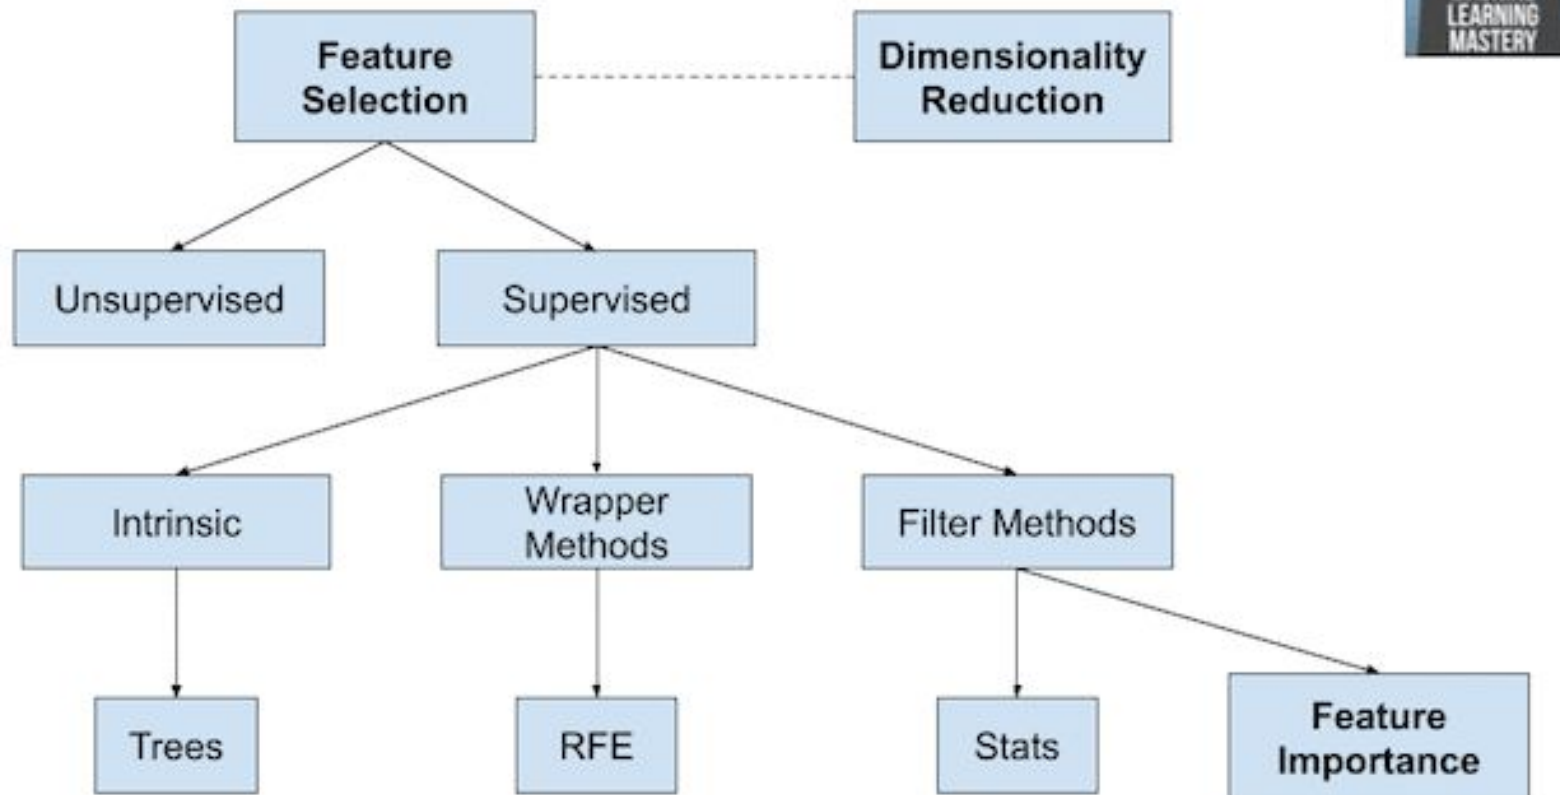 LEARNING
MASTERY
Feature
Selection
Dimensionality
Reduction
Unsupervised
Supervised
Intrinsic
Wrapper
Methods
Filter Methods
Trees
RFE
Stats
Feature
Importance